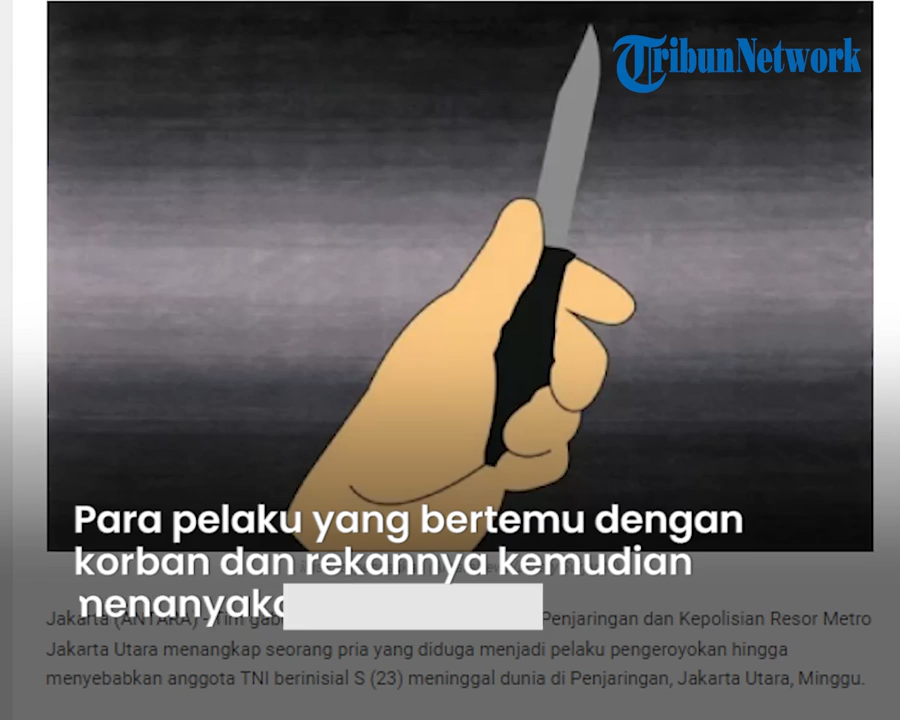 TribunNetwork
Para pelaku yang bertemu dengan
korban dan rekannya kemudian
Jakarta (ANTARA) - Tim Penjaringan dan Kepolisian Resor Metro
Jakarta Utara menangkap seorang pria yang diduga menjadi pelaku pengeroyokan hingga
menyebabkan anggota TNI berinisial S (23) meninggal dunia di Penjaringan, Jakarta Utara, Minggu.